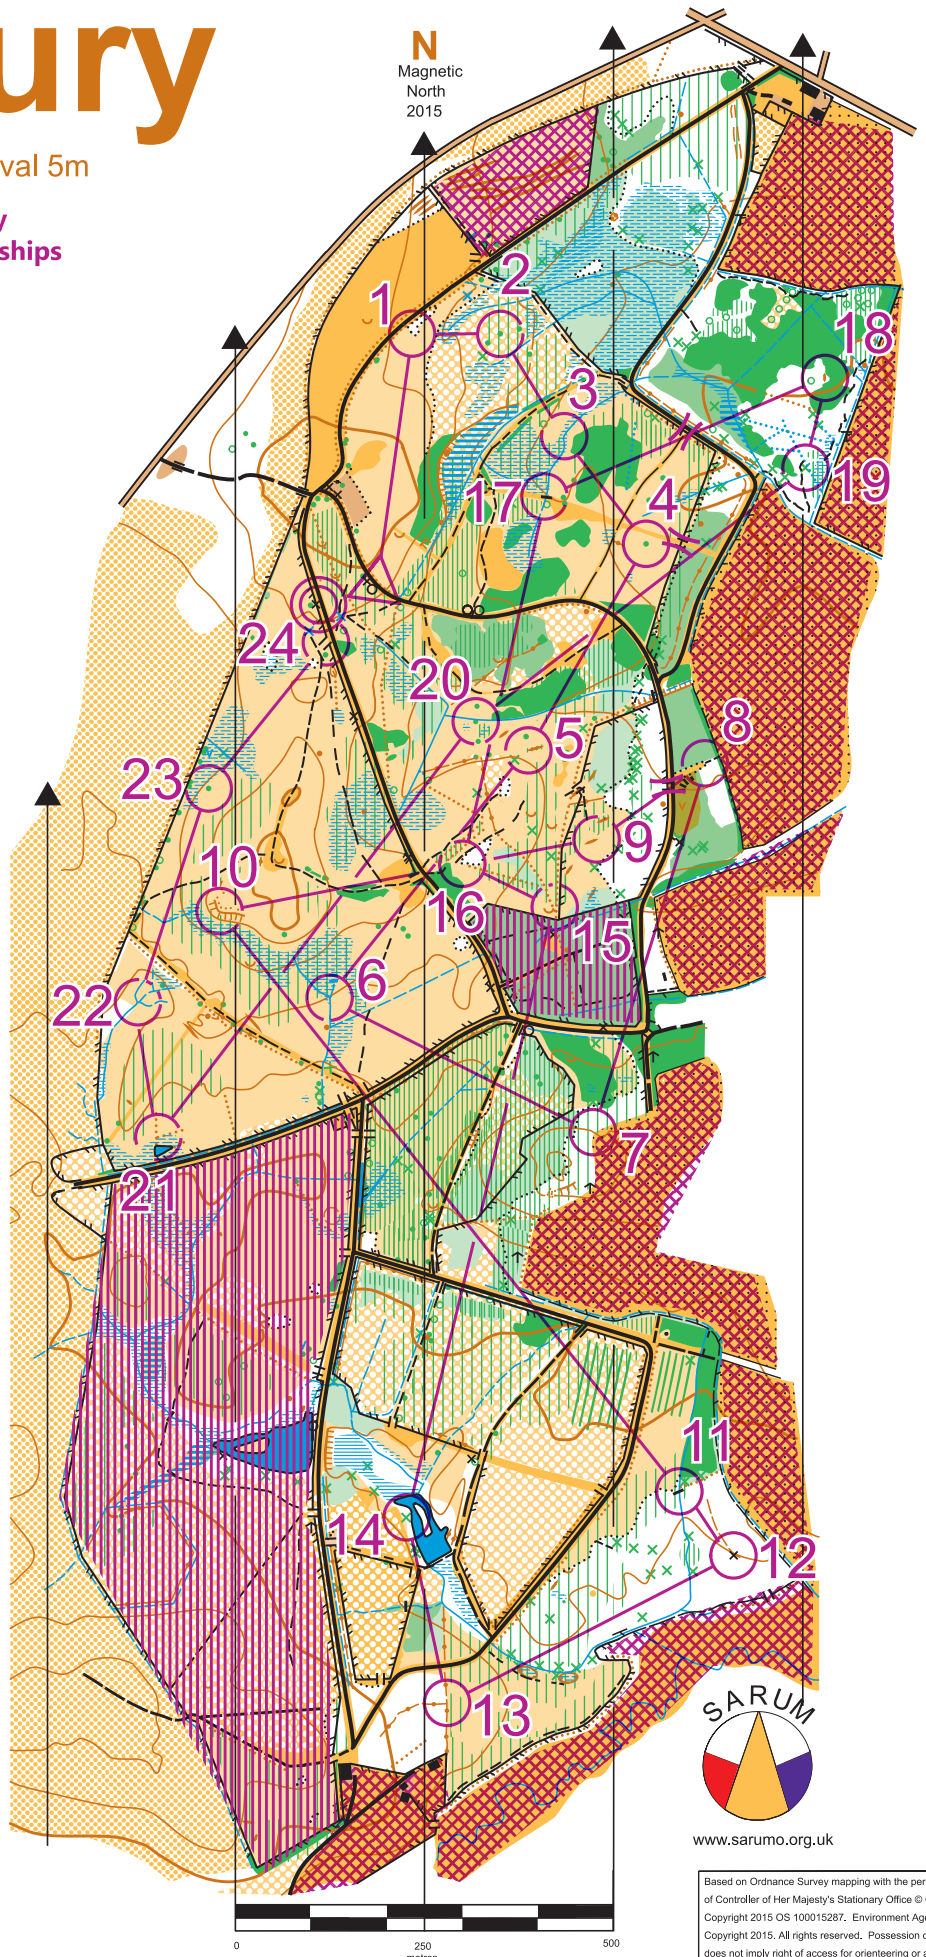 ury
val 5m
y
ships
N
Magnetic
North
2015
1
2
3
18
17
4
19
24
20
5
8
23
10
9
16
15
6
22
7
21
11
14
12
13
SARUM
www.sarumo.org.uk
0
250
500
metres
Based on Ordnance Survey mapping with the per
of Controller of Her Majesty's Stationary Office ©
Copyright 2015 OS 100015287. Environment Age
Copyright 2015. All rights reserved. Possession o
does not imply right of access for orienteering or a